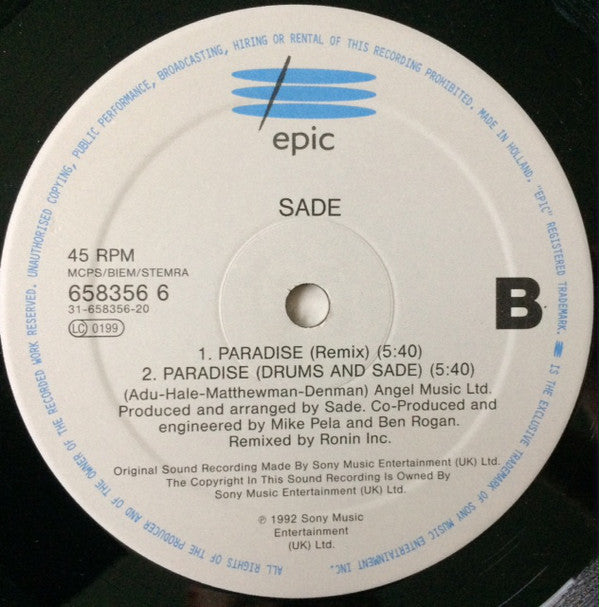 UNAUTHORISED COPYING, PUBLIC PERFORMANCE, BROADCASTING, HIRING OR RENTAL OF THIS RECORDING PROHIBITED. MADE IN HOLLAND. "EPIC" REGISTERED TRADEMARK. IS THE EXCLUSIVE TRADEMARK OF SONY MUSIC ENTERTAINMENT INC.
ALL RIGHTS OF THE PRODUCER AND OF THE OWNER OF THE RECORDED WORK RESERVED.
epic
SADE
45 RPM
MCPS/BIEM/STEMRA
658356 6
31-658356-20
LC 0199
B
1. PARADISE (Remix) (5:40)
2. PARADISE (DRUMS AND SADE) (5:40)
(Adu-Hale-Matthewman-Denman) Angel Music Ltd.
Produced and arranged by Sade. Co-Produced and
engineered by Mike Pela and Ben Rogan.
Remixed by Ronin Inc.
Original Sound Recording Made By Sony Music Entertainment (UK) Ltd.
The Copyright In This Sound Recording Is Owned By
Sony Music Entertainment (UK) Ltd.
℗ 1992 Sony Music
Entertainment
(UK) Ltd.